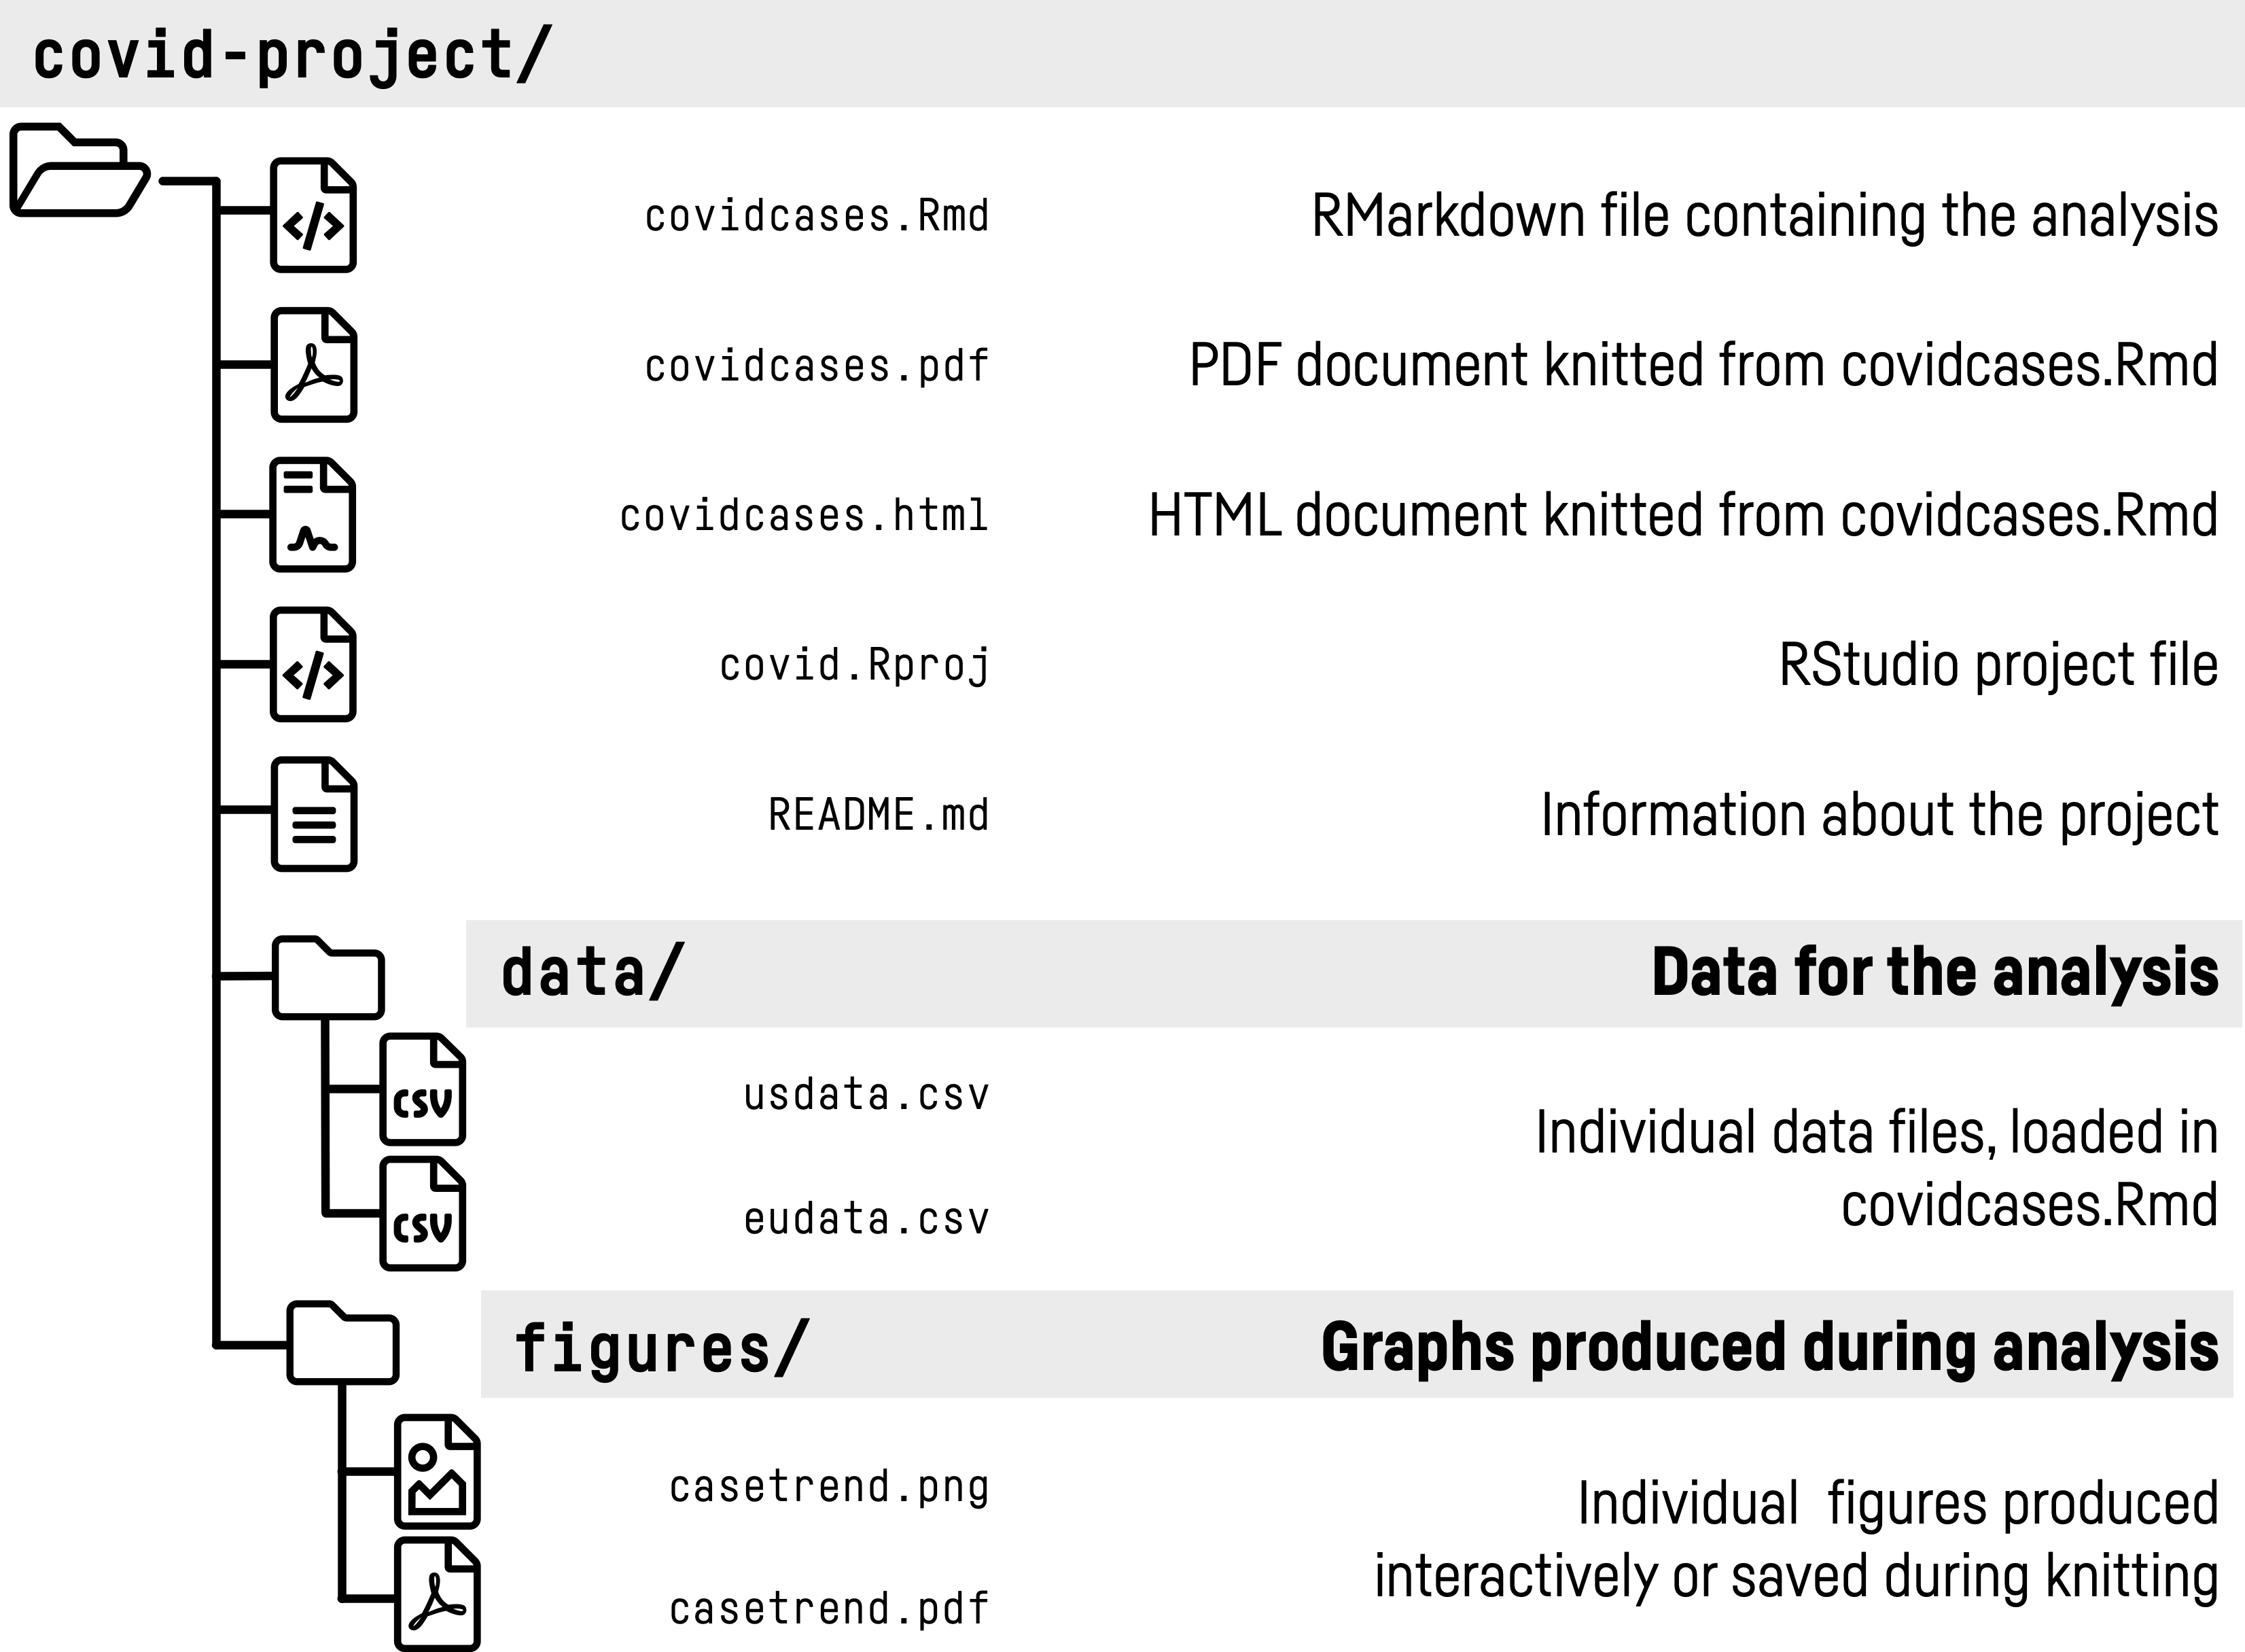 covid-project/
</>
covidcases.Rmd RMarkdown file containing the analysis
covidcases.pdf PDF document knitted from covidcases.Rmd
covidcases.html HTML document knitted from covidcases.Rmd
</>
covid.Rproj RStudio project file
README.md Information about the project
data/ Data for the analysis
CSV
usdata.csv
Individual data files, loaded in
covidcases.Rmd
CSV
eudata.csv
figures/ Graphs produced during analysis
casetrend.png
Individual figures produced
interactively or saved during knitting
casetrend.pdf